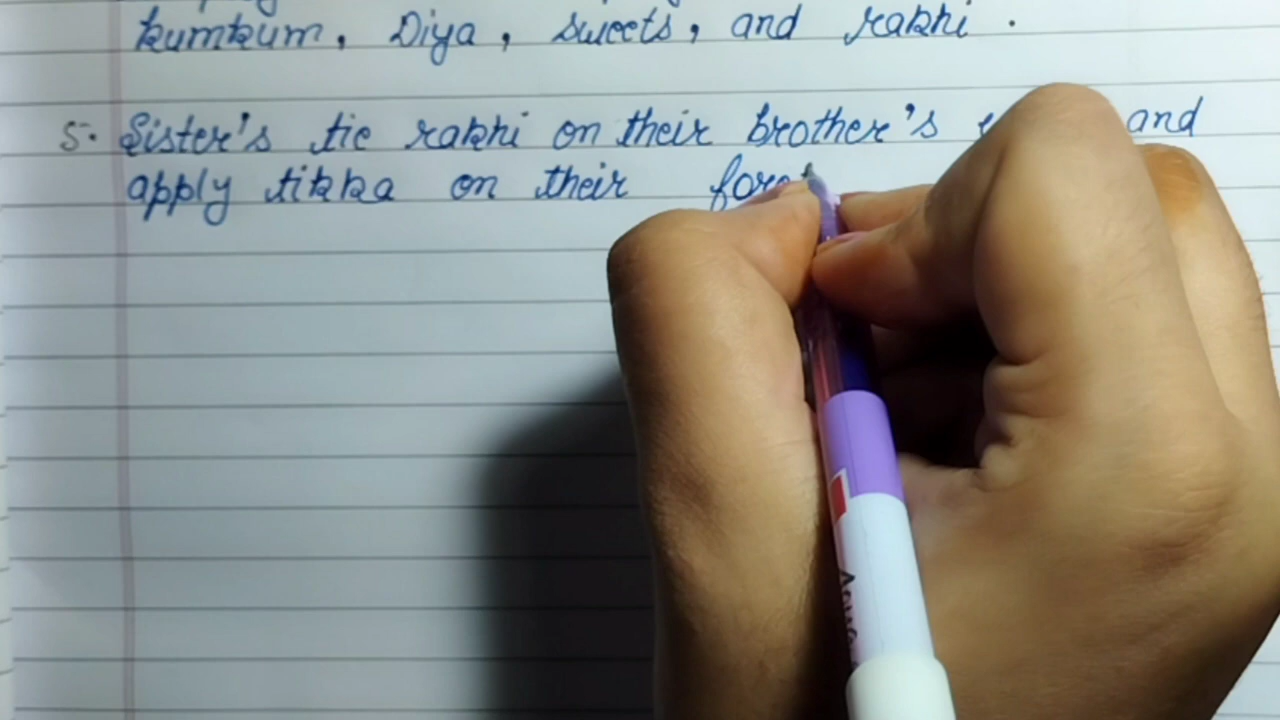 kumkum, Diya, sweets, and rakhi.
5. Sister's tie rakhi on their brother's and
apply tikka on their